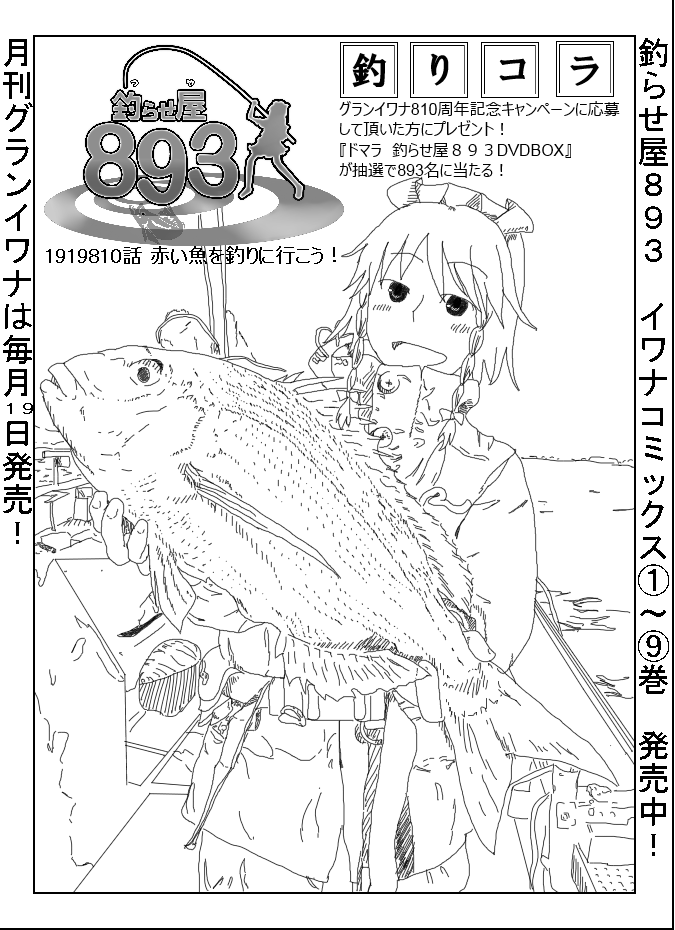 釣らせ屋893　イワナコミックス①～⑨巻　発売中！
釣りコラ
グランイワナ810周年記念キャンペーンに応募
して頂いた方にプレゼント！
『ドマラ　釣らせ屋８９３DVDBOX』
が抽選で893名に当たる！
釣らせ屋
893
1919810話 赤い魚を釣りに行こう！
月刊グランイワナは毎月19日発売！